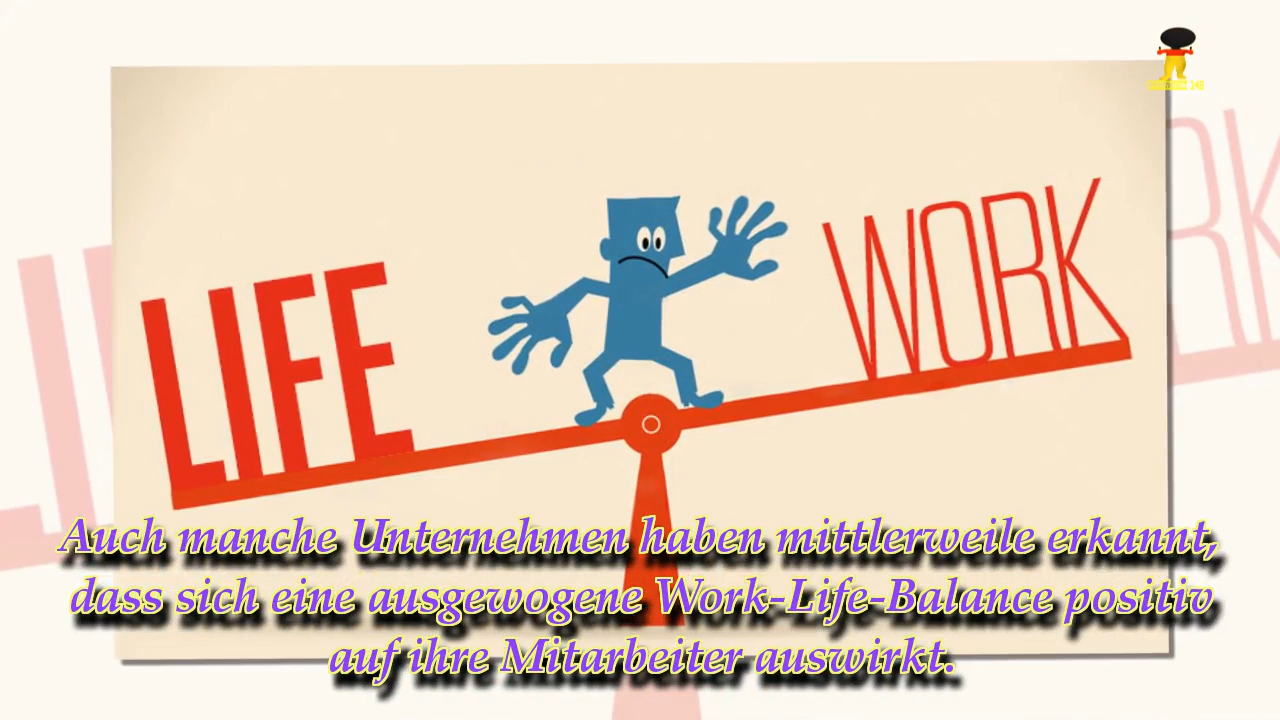 LIFE
WORK
Auch manche Unternehmen haben mittlerweile erkannt,
dass sich eine ausgewogene Work-Life-Balance positiv
auf ihre Mitarbeiter auswirkt.